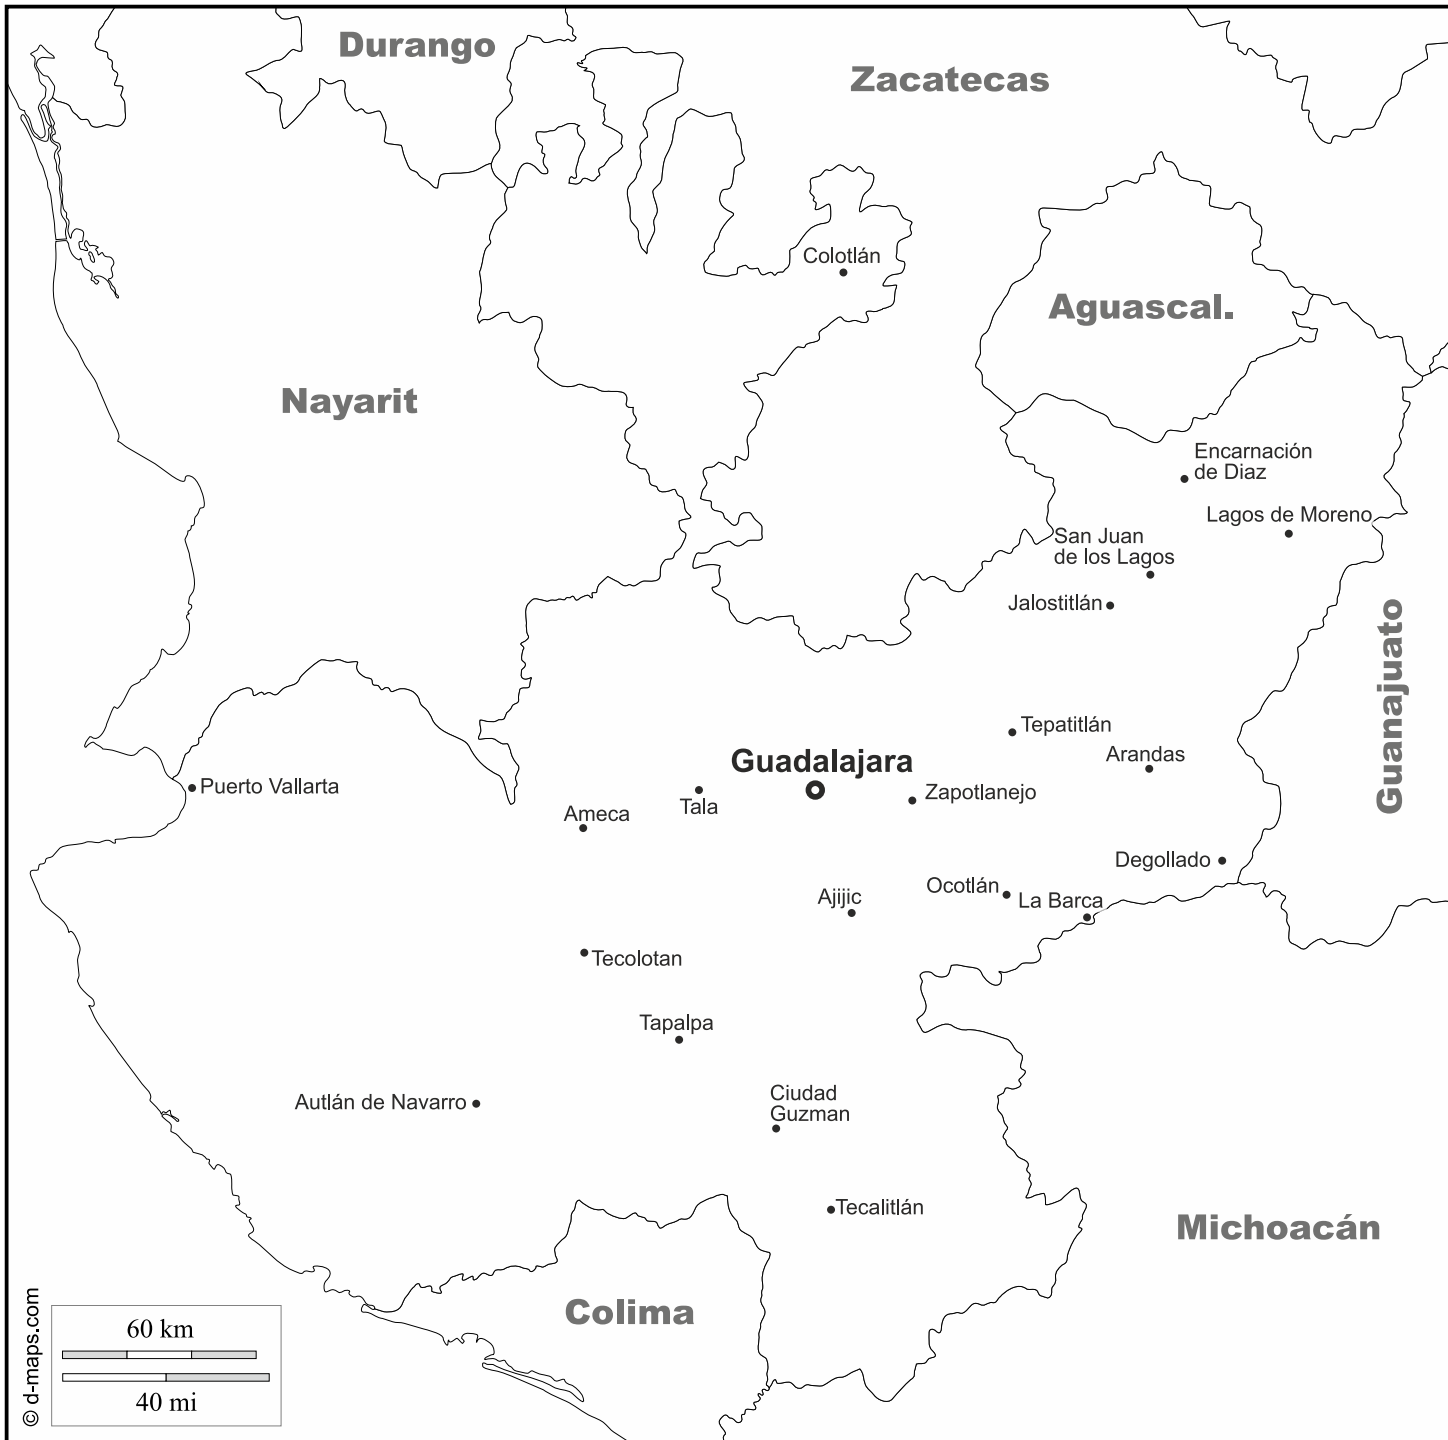 Durango
Zacatecas
Colotlán
Aguascal.
Nayarit
Encarnación
de Diaz
Lagos de Moreno
San Juan
de los Lagos
Jalostitlán
Guanajuato
Tepatitlán
Arandas
Guadalajara
Puerto Vallarta
Zapotlanejo
Tala
Ameca
Degollado
Ocotlán
Ajijic
La Barca
Tecolotan
Tapalpa
Ciudad
Guzman
Autlán de Navarro
Tecalitlán
Michoacán
Colima
60 km
40 mi
© d-maps.com